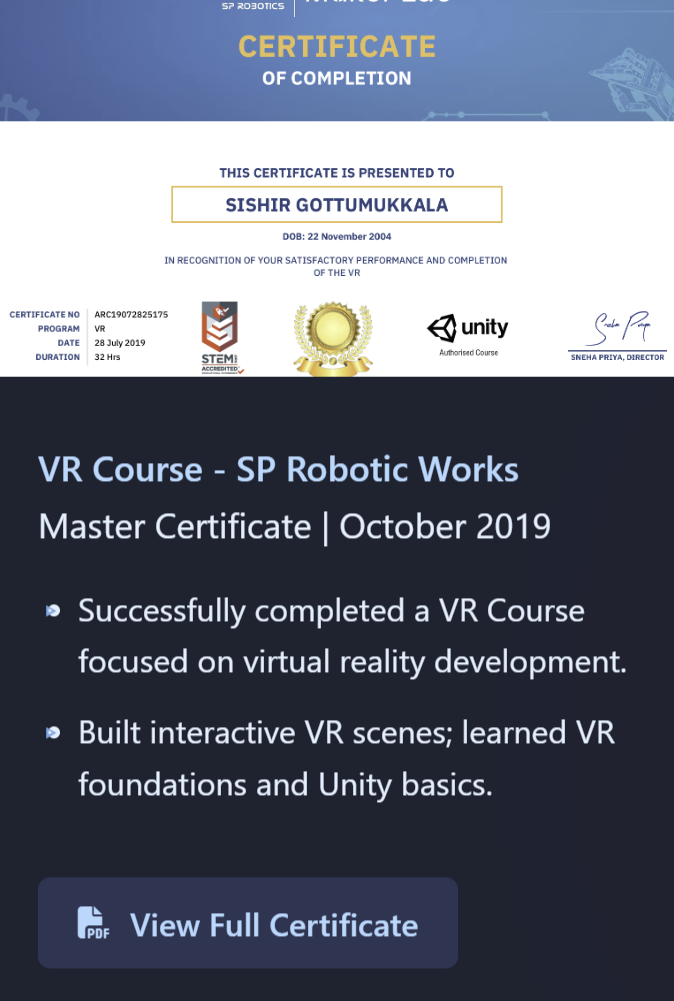 SP ROBOTICS
CERTIFICATE
OF COMPLETION
THIS CERTIFICATE IS PRESENTED TO
SISHIR GOTTUMUKKALA
DOB: 22 November 2004
IN RECOGNITION OF YOUR SATISFACTORY PERFORMANCE AND COMPLETION
OF THE VR
CERTIFICATE NO ARC19072825175
PROGRAM VR
DATE 28 July 2019
DURATION 32 Hrs
STEM
ACCREDITED
unity
Authorised Course
Sneha Priya
SNEHA PRIYA, DIRECTOR
VR Course - SP Robotic Works
Master Certificate | October 2019
Successfully completed a VR Course
focused on virtual reality development.
Built interactive VR scenes; learned VR
foundations and Unity basics.
PDF View Full Certificate